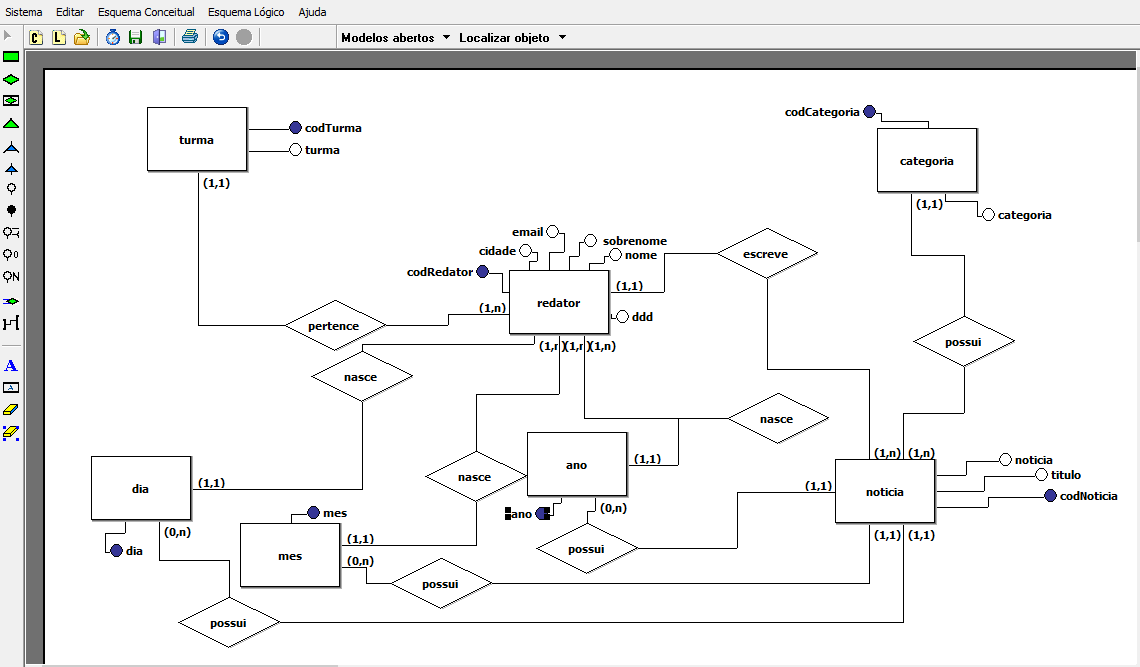 Sistema Editar Esquema Conceitual Esquema Lógico Ajuda
C L Modelos abertos Localizar objeto
codTurma
turma
turma
(1,1)
codCategoria
categoria
(1,1)
categoria
email
sobrenome
cidade
nome
codRedator
redator
(1,1)
(1,n)
ddd
escreve
pertence
(1,n)
(1,n)
(1,n)
possui
nasce
nasce
nasce
ano
(1,1)
(1,n)
(1,n)
noticia
titulo
codNoticia
noticia
(1,1)
dia
(1,1)
(0,n)
dia
mes
mes
(1,1)
(0,n)
ano
(0,n)
possui
(1,1)
(1,1)
possui
possui
A
A
0
N